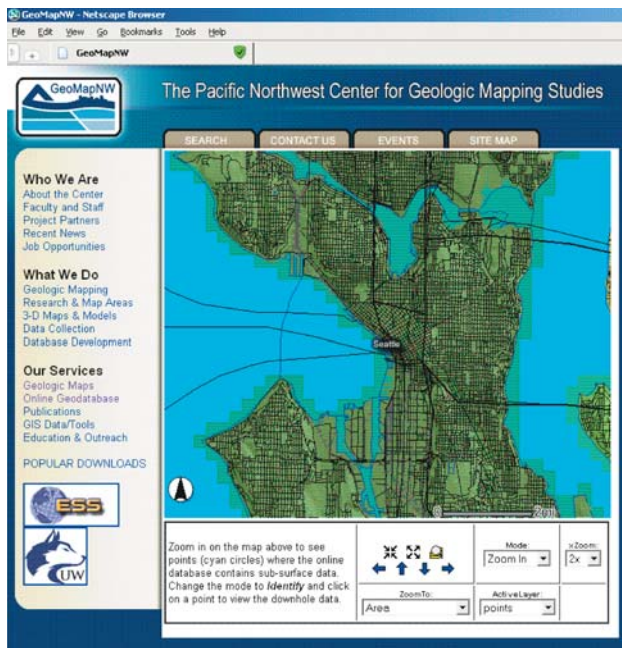 GeoMapNW - Netscape Browser
File Edit View Go Bookmarks Tools Help
GeoMapNW
GeoMapNW
The Pacific Northwest Center for Geologic Mapping Studies
SEARCH CONTACT US EVENTS SITE MAP
Who We Are
About the Center
Faculty and Staff
Project Partners
Recent News
Job Opportunities
What We Do
Geologic Mapping
Research & Map Areas
3-D Maps & Models
Data Collection
Database Development
Our Services
Geologic Maps
Online Geodatabase
Publications
GIS Data/Tools
Education & Outreach
POPULAR DOWNLOADS
ESS
UW
Seattle
0 2mi
Zoom in on the map above to see
points (cyan circles) where the online
database contains sub-surface data.
Change the mode to Identify and click
on a point to view the downhole data.
Mode:
Zoom In
xZoom:
2x
ZoomTo:
Area
ActiveLayer:
points